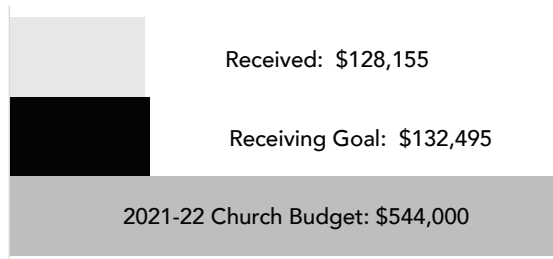 Received:  $128,155
Receiving Goal:  $132,495
2021-22 Church Budget: $544,000